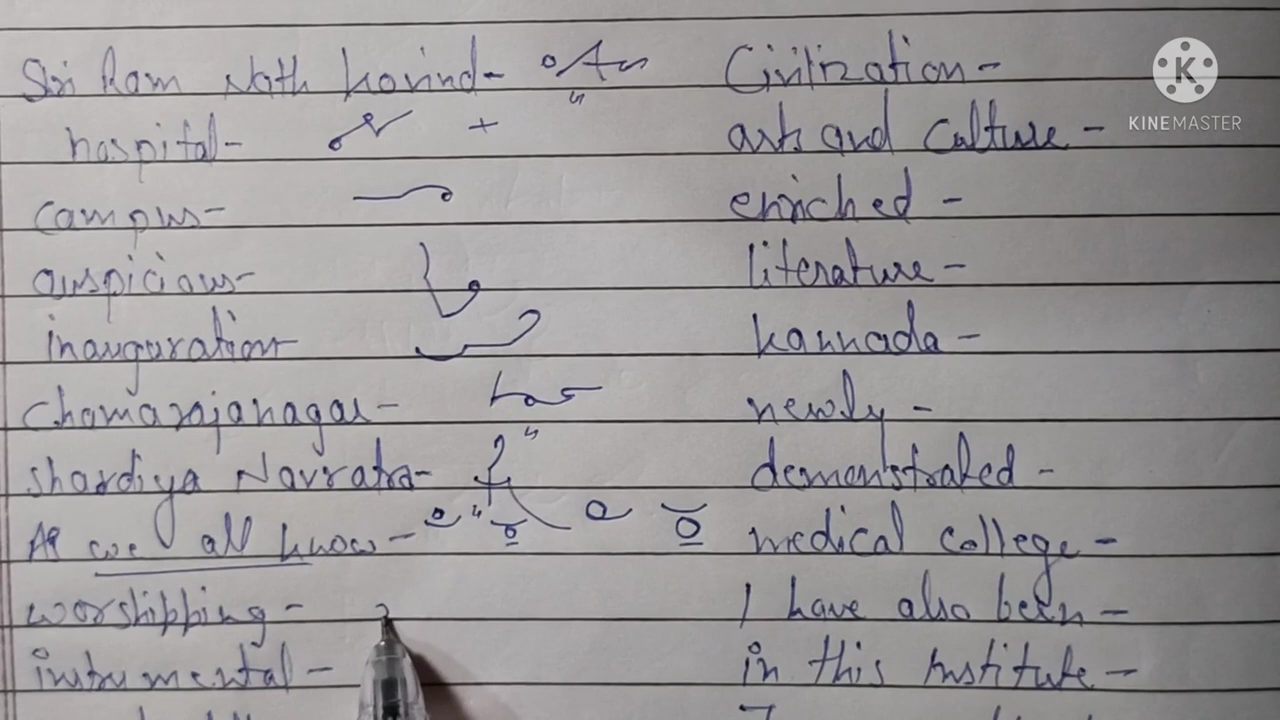 Sri Ram Nath Kovind-
hospital-
campus-
auspicious-
inauguration-
Chamarajanagar-
Shardiya Navratra-
As we all know-
worshipping-
instrumental-
Civilization-
arts and Culture-
enriched-
literature-
kannada-
newly-
demonstrated-
medical college-
I have also been-
in this institute-
KINEMASTER